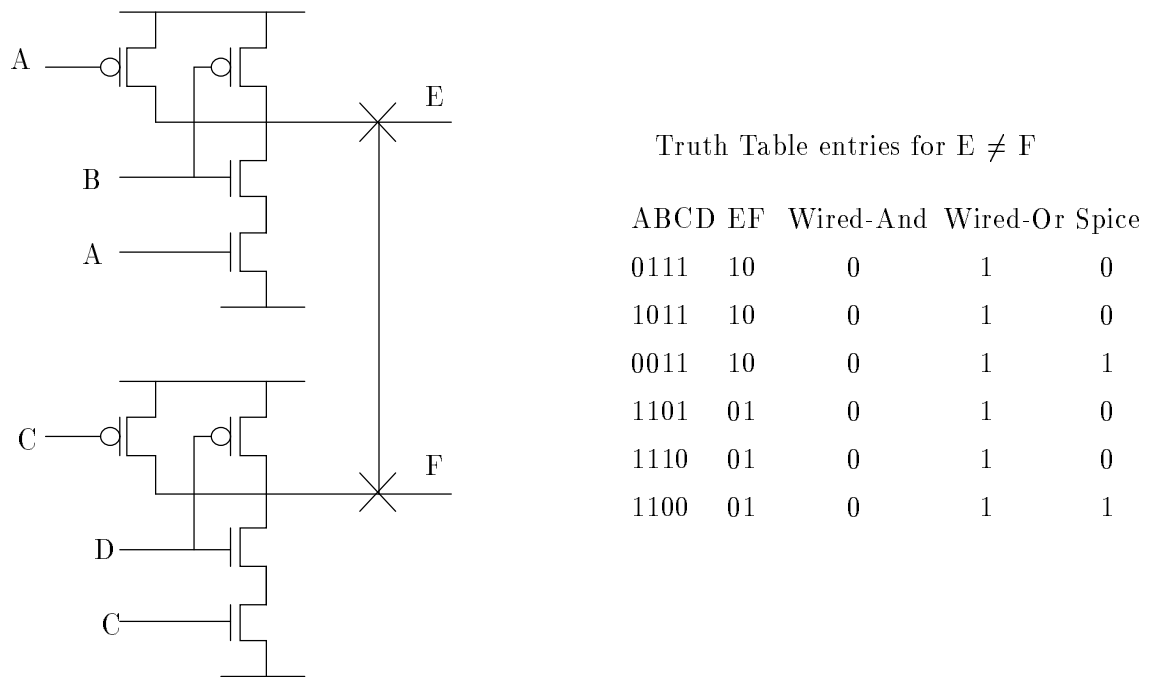 A
E
B
A
C
F
D
C
Truth Table entries for E ≠ F
ABCD EF Wired-And Wired-Or Spice
0111 10 0 1 0
1011 10 0 1 0
0011 10 0 1 1
1101 01 0 1 0
1110 01 0 1 0
1100 01 0 1 1